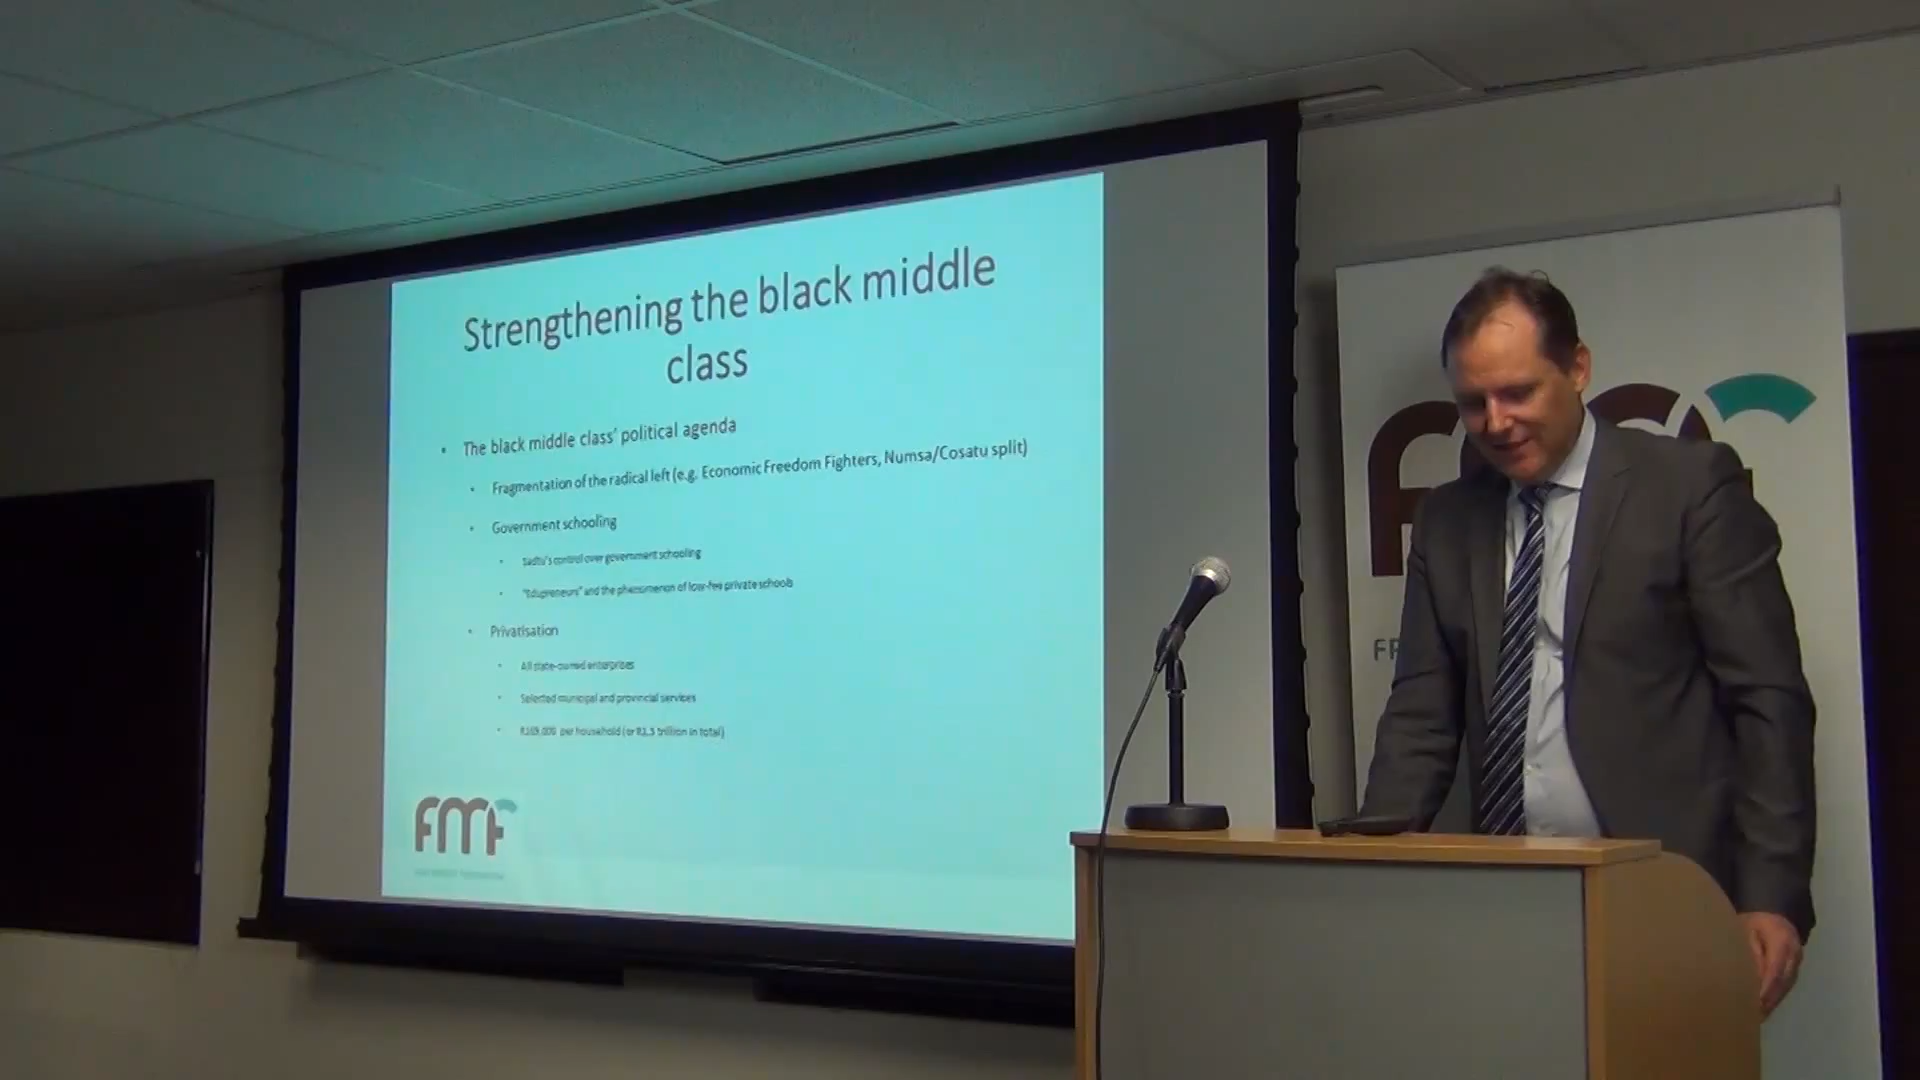 Strengthening the black middle
class
• The black middle class' political agenda
• Fragmentation of the radical left (e.g. Economic Freedom Fighters, Numsa/Cosatu split)
• Government schooling
• Sadtu's control over government schooling
• "Edupreneurs" and the phenomenon of low-fee private schools
• Privatisation
• All state-owned enterprises
• Selected municipal and provincial services
• per household (or R1.3 trillion in total)
FMF